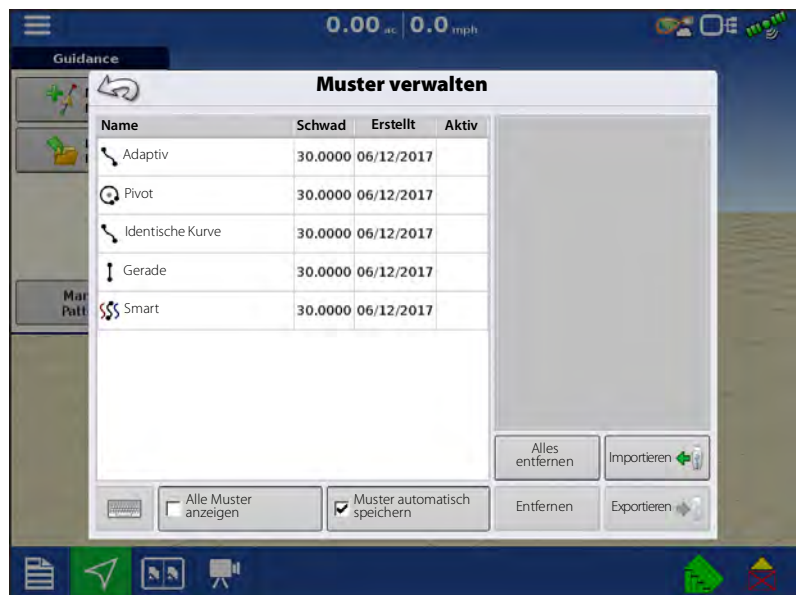 0.00 ac 0.0 mph
Guidance
Muster verwalten
Name Schwad Erstellt Aktiv
Adaptiv 30.0000 06/12/2017
Pivot 30.0000 06/12/2017
Identische Kurve 30.0000 06/12/2017
Gerade 30.0000 06/12/2017
Smart 30.0000 06/12/2017
Mar
Patt
Alles
entfernen
Importieren
Alle Muster
anzeigen
Muster automatisch
speichern
Entfernen
Exportieren